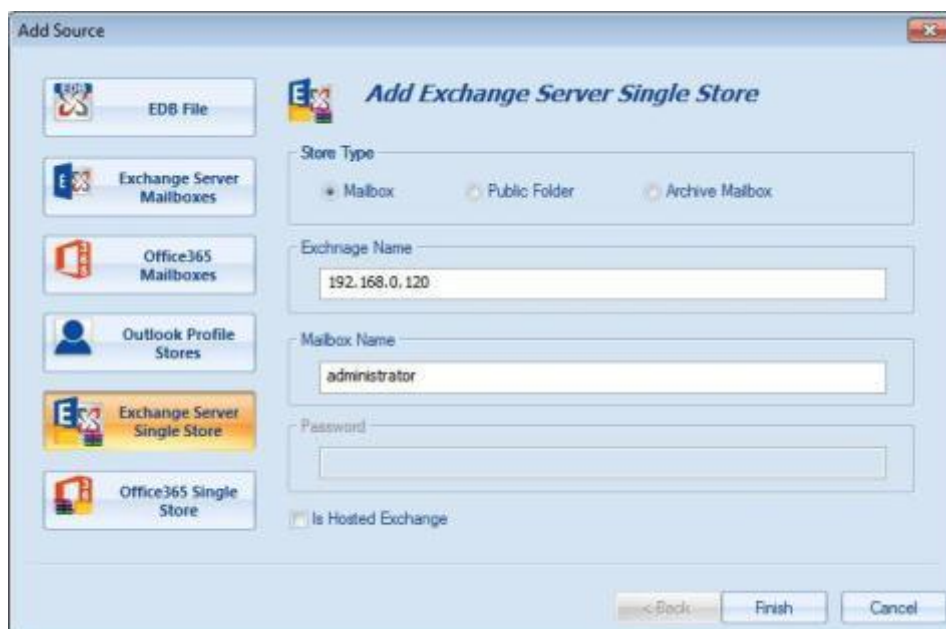 Add Source
EDB File
Exchange Server
Mailboxes
Office365
Mailboxes
Outlook Profile
Stores
Exchange Server
Single Store
Office365 Single
Store
Add Exchange Server Single Store
Store Type
Mailbox
Public Folder
Archive Mailbox
Exchnage Name
192.168.0.120
Mailbox Name
administrator
Password
Is Hosted Exchange
< Back
Finish
Cancel